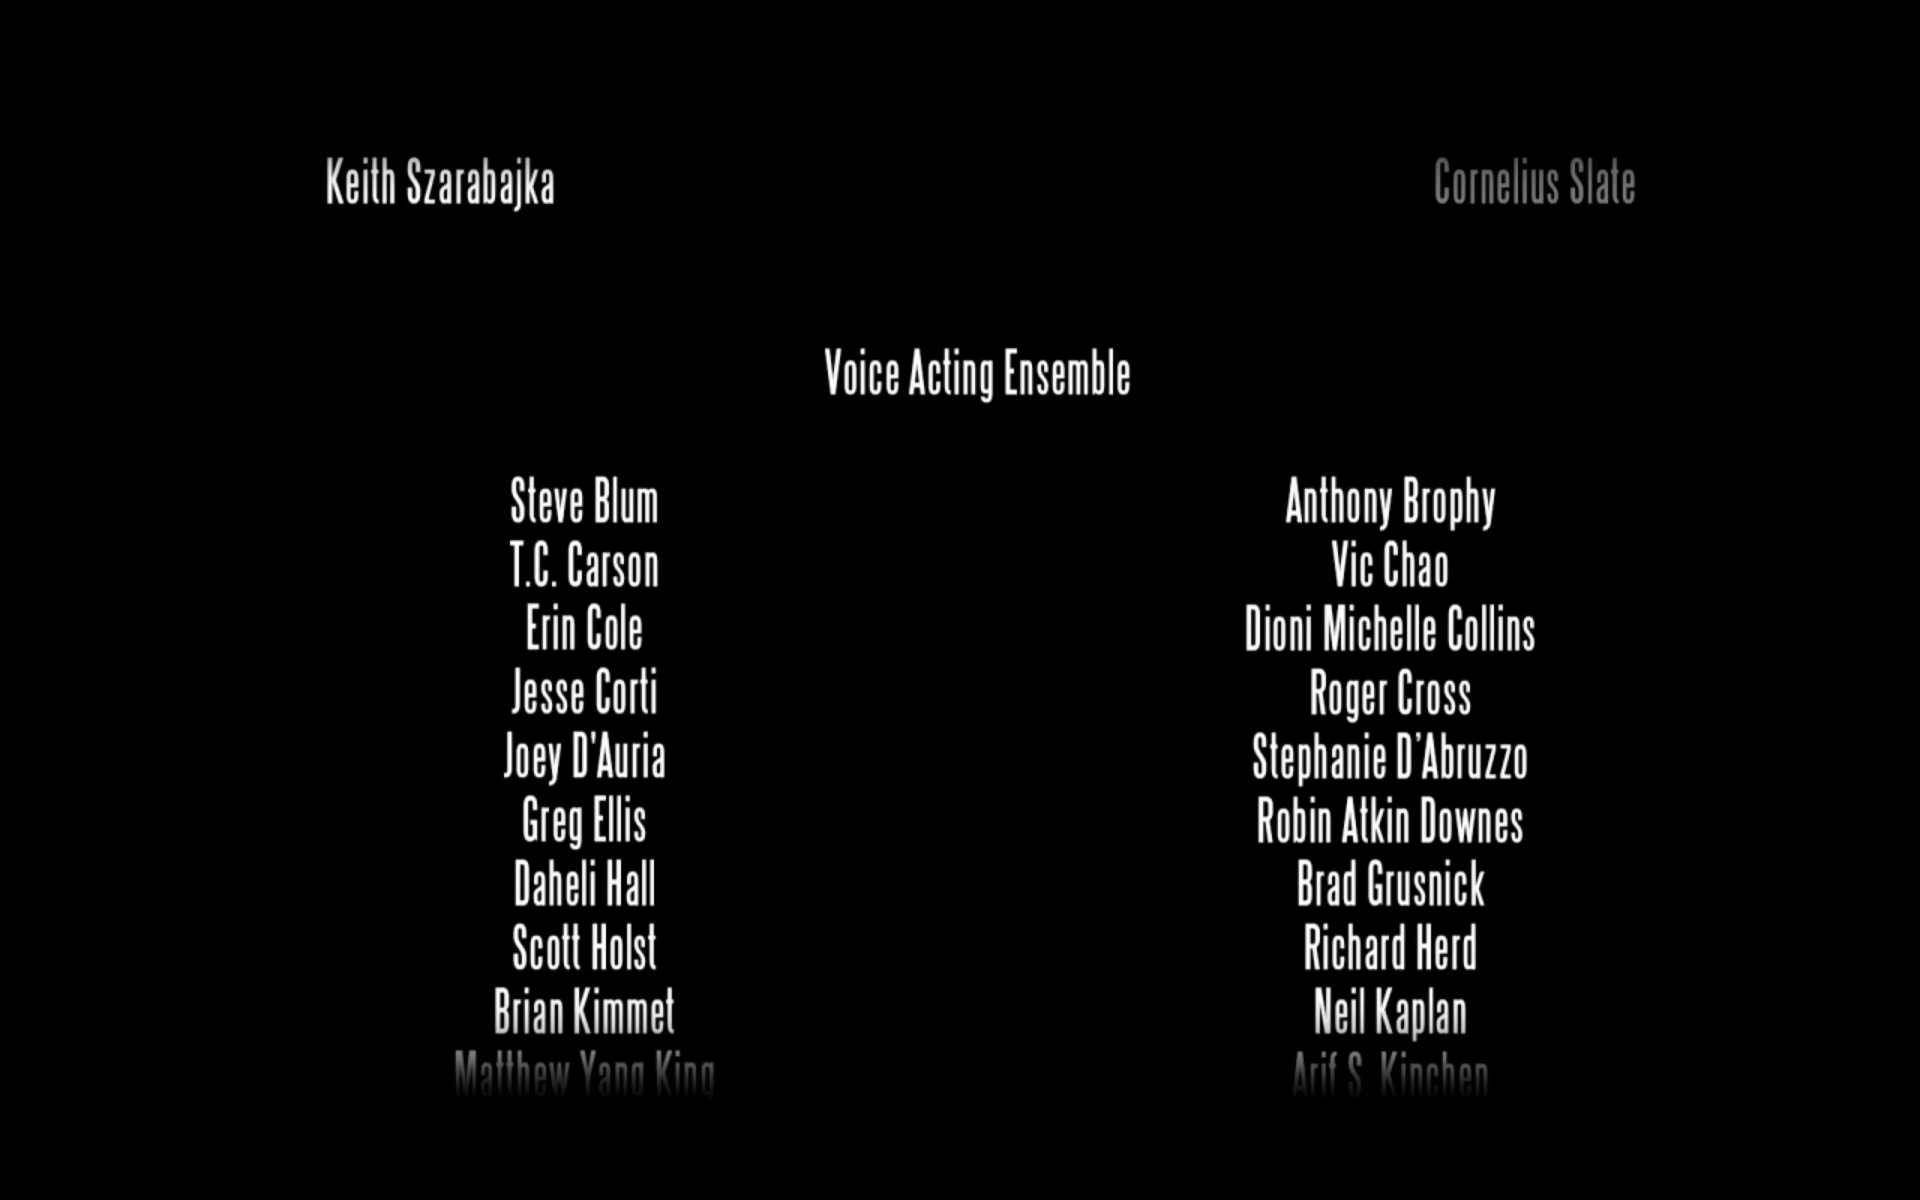 Keith Szarabajka Cornelius Slate
Voice Acting Ensemble
Steve Blum Anthony Brophy
T.C. Carson Vic Chao
Erin Cole Dioni Michelle Collins
Jesse Corti Roger Cross
Joey D'Auria Stephanie D’Abruzzo
Greg Ellis Robin Atkin Downes
Daheli Hall Brad Grusnick
Scott Holst Richard Herd
Brian Kimmet Neil Kaplan
Matthew Yang King Arif S. Kinchen